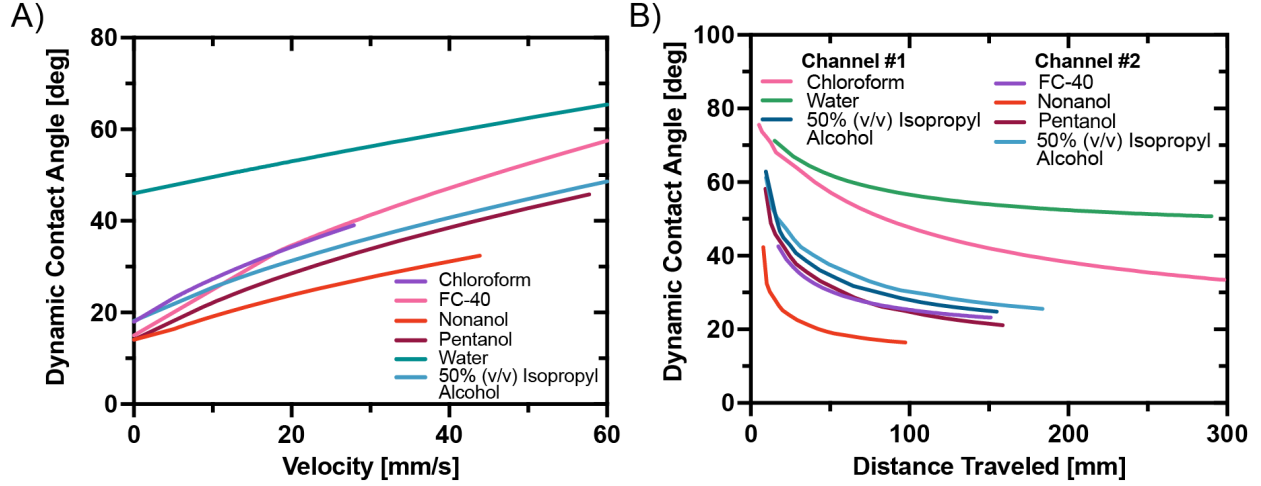 A)
Dynamic Contact Angle [deg]
80
60
40
20
0
0
20
40
60
Velocity [mm/s]
Chloroform
FC-40
Nonanol
Pentanol
Water
50% (v/v) Isopropyl
Alcohol
B)
Dynamic Contact Angle [deg]
100
80
60
40
20
0
0
100
200
300
Distance Traveled [mm]
Channel #1
Chloroform
Water
50% (v/v) Isopropyl
Alcohol
Channel #2
FC-40
Nonanol
Pentanol
50% (v/v) Isopropyl
Alcohol